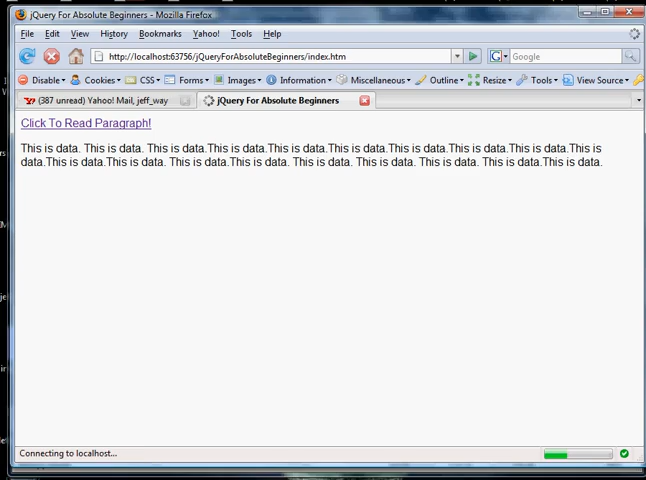 jQuery For Absolute Beginners - Mozilla Firefox
File Edit View History Bookmarks Yahoo! Tools Help
http://localhost:63756/jQueryForAbsoluteBeginners/index.htm Google
Disable Cookies CSS Forms Images Information Miscellaneous Outline Resize Tools View Source
(387 unread) Yahoo! Mail, jeff_way jQuery For Absolute Beginners
Click To Read Paragraph!
This is data. This is data. This is data.This is data.This is data.This is data.This is data.This is data.This is data.This is
data.This is data.This is data. This is data.This is data. This is data. This is data. This is data. This is data.This is data.
Connecting to localhost...